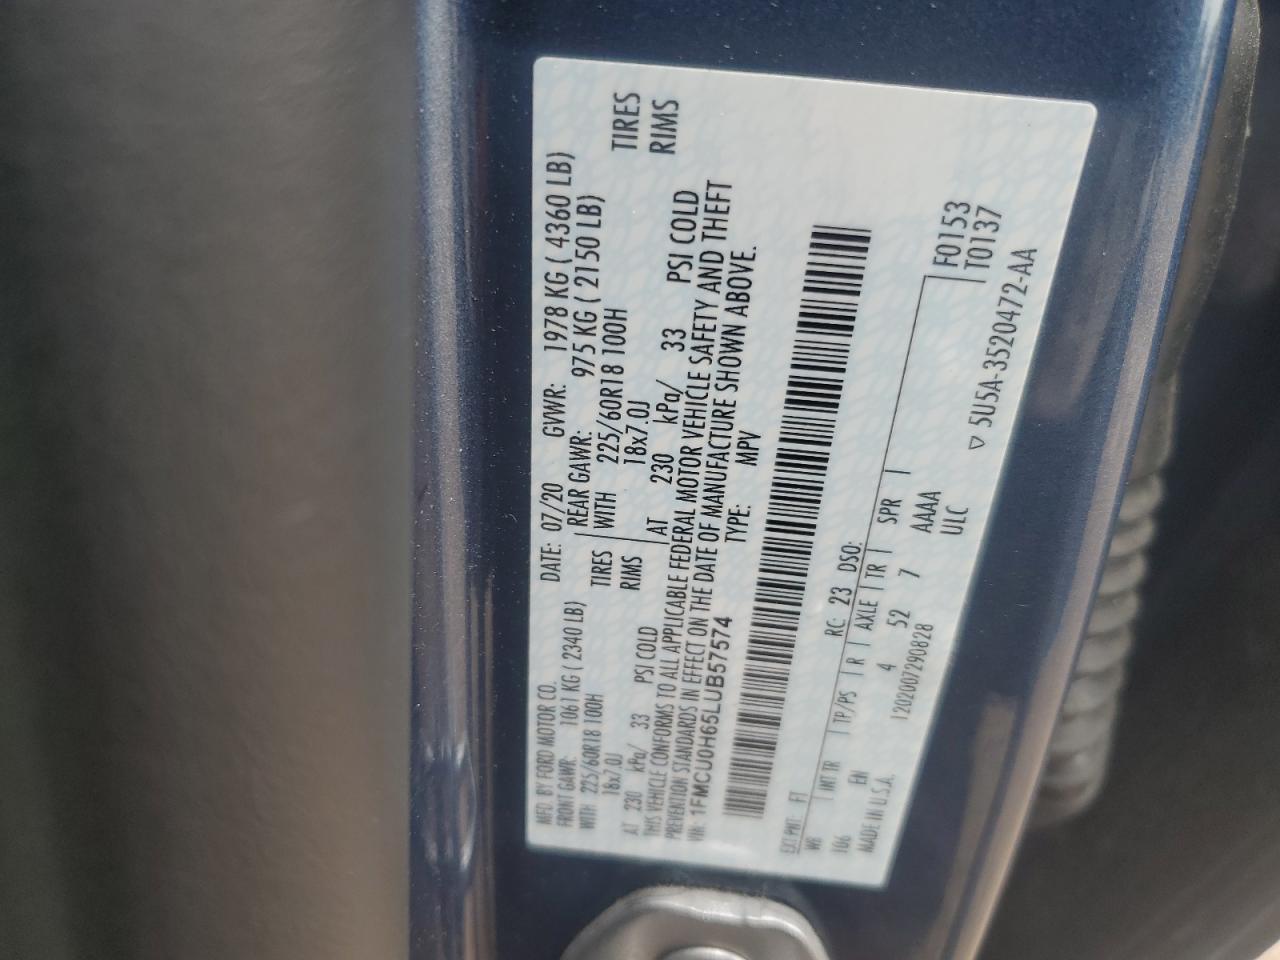 MFD. BY FORD MOTOR CO. DATE: 07/20 GVWR: 1978 KG ( 4360 LB)
FRONT GAWR: 1061 KG ( 2340 LB) REAR GAWR: 975 KG ( 2150 LB)
WITH 225/60R18 100H TIRES WITH 225/60R18 100H TIRES
18x7.0J RIMS 18x7.0J RIMS
AT 230 kPa/ 33 PSI COLD AT 230 kPa/ 33 PSI COLD
THIS VEHICLE CONFORMS TO ALL APPLICABLE FEDERAL MOTOR VEHICLE SAFETY AND THEFT
PREVENTION STANDARDS IN EFFECT ON THE DATE OF MANUFACTURE SHOWN ABOVE.
VIN: 1FMCU0H65LUB57574 TYPE: MPV
EXT PNT: FT RC: 23 DSO:
WB INT TR TP/PS R AXLE TR SPR F0153
106 EN 4 52 7 AAAA T0137
MADE IN U.S.A. 1202007290828 ULC
▽ 5U5A-3520472-AA